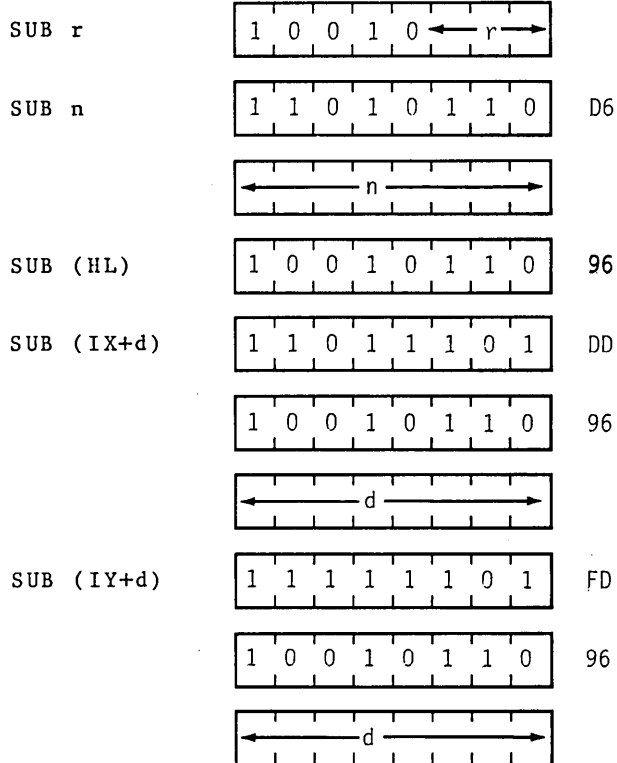 SUB r 1 0 0 1 0 r
SUB n 1 1 0 1 0 1 1 0 D6
n
SUB (HL) 1 0 0 1 0 1 1 0 96
SUB (IX+d) 1 1 0 1 1 1 0 1 DD
1 0 0 1 0 1 1 0 96
d
SUB (IY+d) 1 1 1 1 1 1 0 1 FD
1 0 0 1 0 1 1 0 96
d